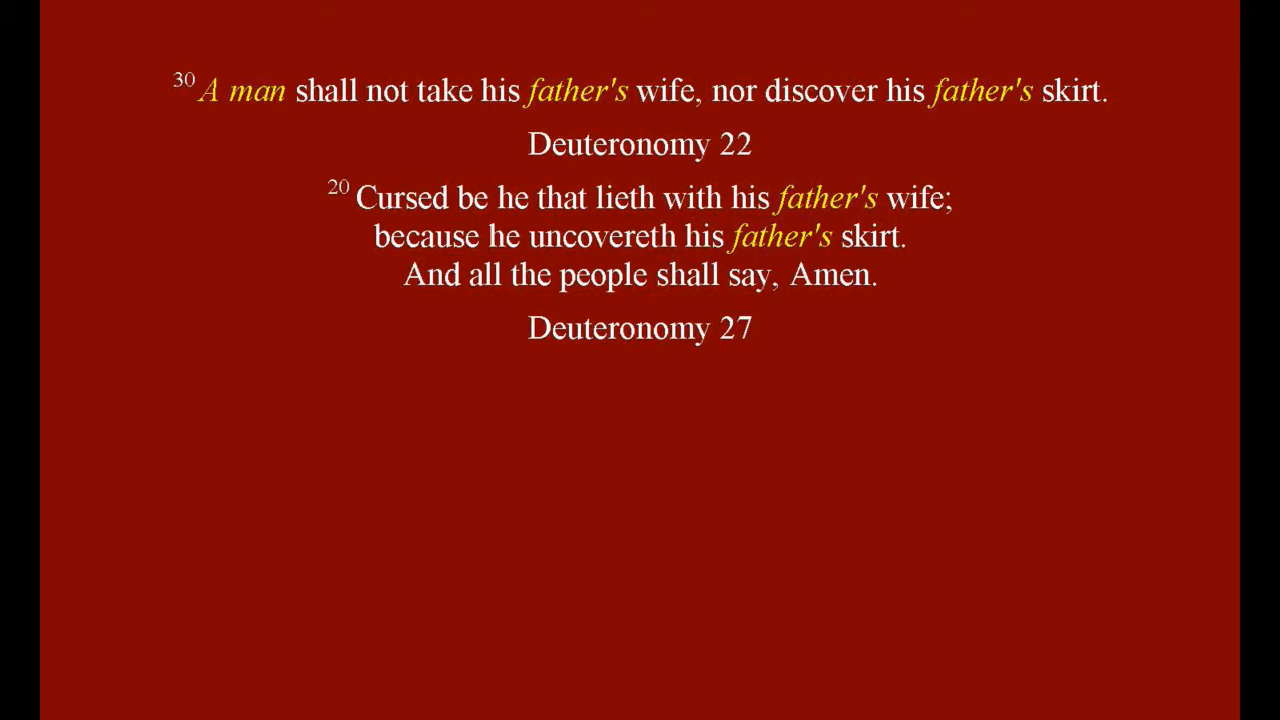 30 A man shall not take his father's wife, nor discover his father's skirt.
Deuteronomy 22
20 Cursed be he that lieth with his father's wife;
because he uncovereth his father's skirt.
And all the people shall say, Amen.
Deuteronomy 27